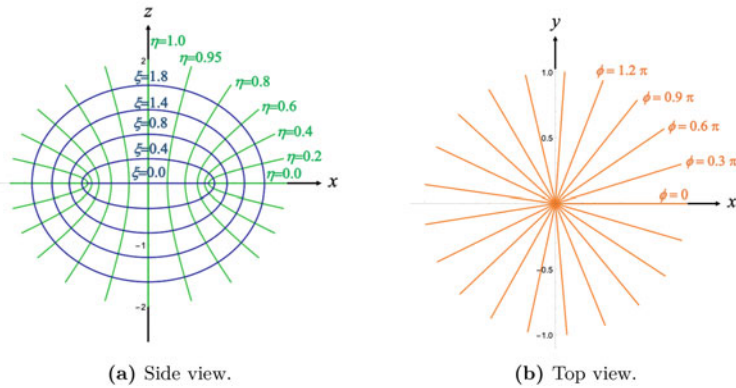 z
η=1.0
2
η=0.95
ξ=1.8
η=0.8
ξ=1.4
η=0.6
ξ=0.8
η=0.4
ξ=0.4
η=0.2
ξ=0.0
η=0.0
x
-1
-2
(a) Side view.
y
1.0
ϕ= 1.2 π
ϕ= 0.9 π
0.5
ϕ= 0.6 π
ϕ= 0.3 π
ϕ= 0
x
-0.5
-1.0
(b) Top view.